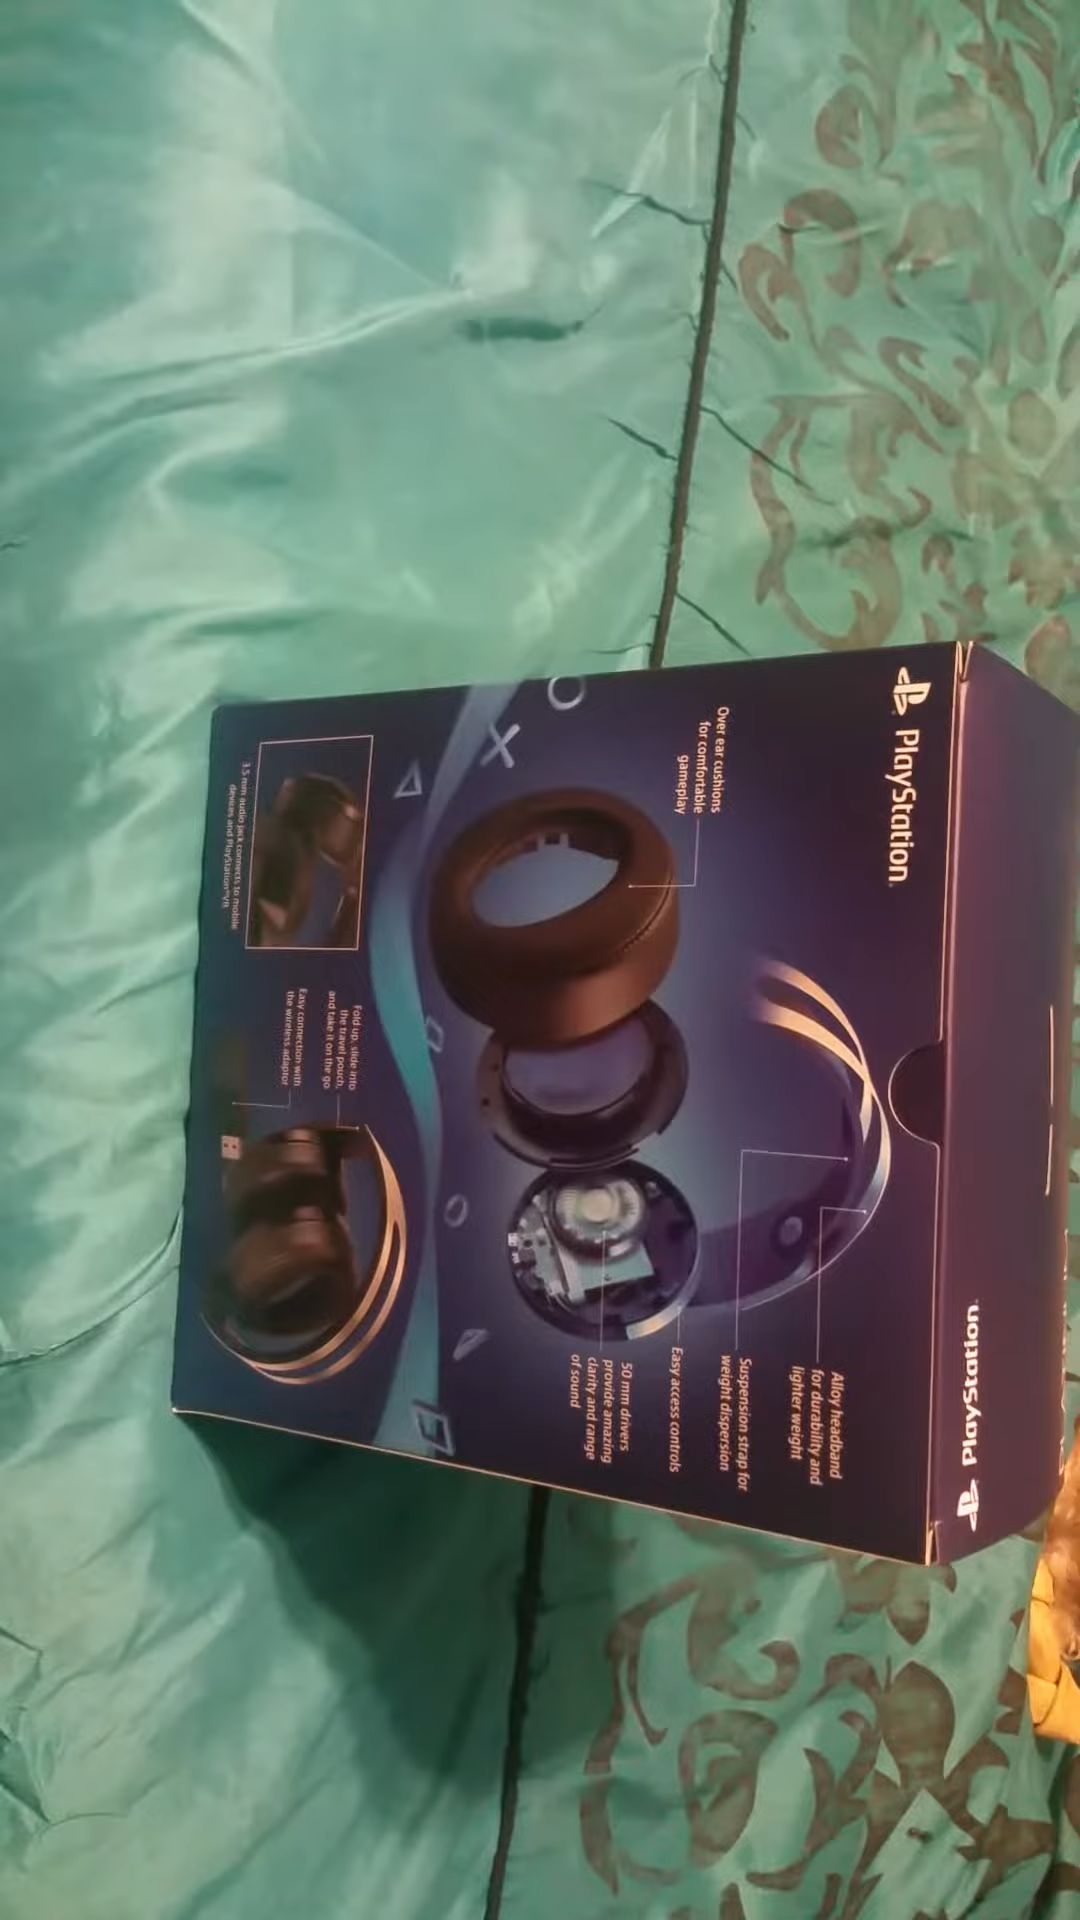 PlayStation
Over ear cushions
for comfortable
gameplay
Alloy headband
for durability and
lighter weight
Suspension strap for
weight dispersion
Easy access controls
50 mm drivers
provide amazing
clarity and range
of sound
Fold up, slide into
the travel pouch,
and take it on the go
Easy connection with
the wireless adaptor
3.5 mm audio jack connects to mobile
devices and PlayStation®VR
PlayStation